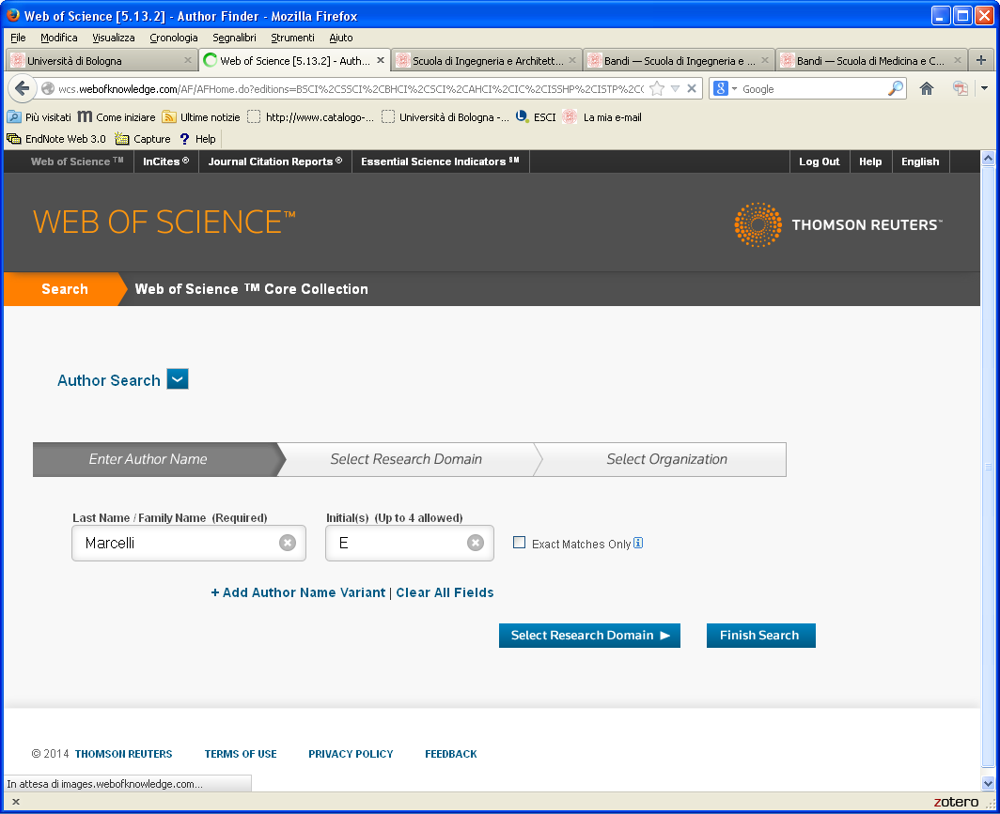 Web of Science [5.13.2] - Author Finder - Mozilla Firefox
File Modifica Visualizza Cronologia Segnalibri Strumenti Aiuto
Università di Bologna Web of Science [5.13.2] - Auth... Scuola di Ingegneria e Architett... Bandi — Scuola di Ingegneria e ... Bandi — Scuola di Medicina e C...
wcs.webofknowledge.com/AF/AFHome.do?editions=BSCI%2CSSCI%2CBHCI%2CSCI%2CAHCI%2CIC%2CISSHP%2CISTP%2C Google
Più visitati Come iniziare Ultime notizie http://www.catalogo-... Università di Bologna -... ESCI La mia e-mail
EndNote Web 3.0 Capture Help
Web of Science ™ InCites ® Journal Citation Reports ® Essential Science Indicators ℠ Log Out Help English
WEB OF SCIENCE™ THOMSON REUTERS™
Search Web of Science ™ Core Collection
Author Search
Enter Author Name Select Research Domain Select Organization
Last Name / Family Name (Required) Initial(s) (Up to 4 allowed)
Marcelli E Exact Matches Only
+ Add Author Name Variant | Clear All Fields
Select Research Domain Finish Search
© 2014 THOMSON REUTERS TERMS OF USE PRIVACY POLICY FEEDBACK
In attesa di images.webofknowledge.com...
× zotero